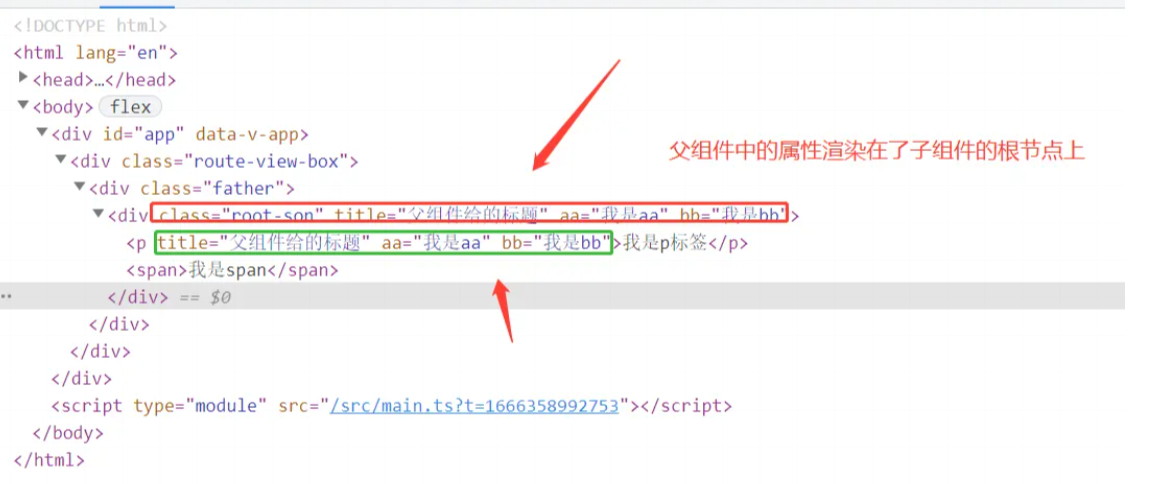 <!DOCTYPE html>
<html lang="en">
<head>…</head>
<body> flex
<div id="app" data-v-app>
<div class="route-view-box">
父组件中的属性渲染在了子组件的根节点上
<div class="father">
<div class="root-son" title="父组件给的标题" aa="我是aa" bb="我是bb">
<p title="父组件给的标题" aa="我是aa" bb="我是bb">我是p标签</p>
<span>我是span</span>
</div> == $0
</div>
</div>
</div>
<script type="module" src="/src/main.ts?t=1666358992753"></script>
</body>
</html>